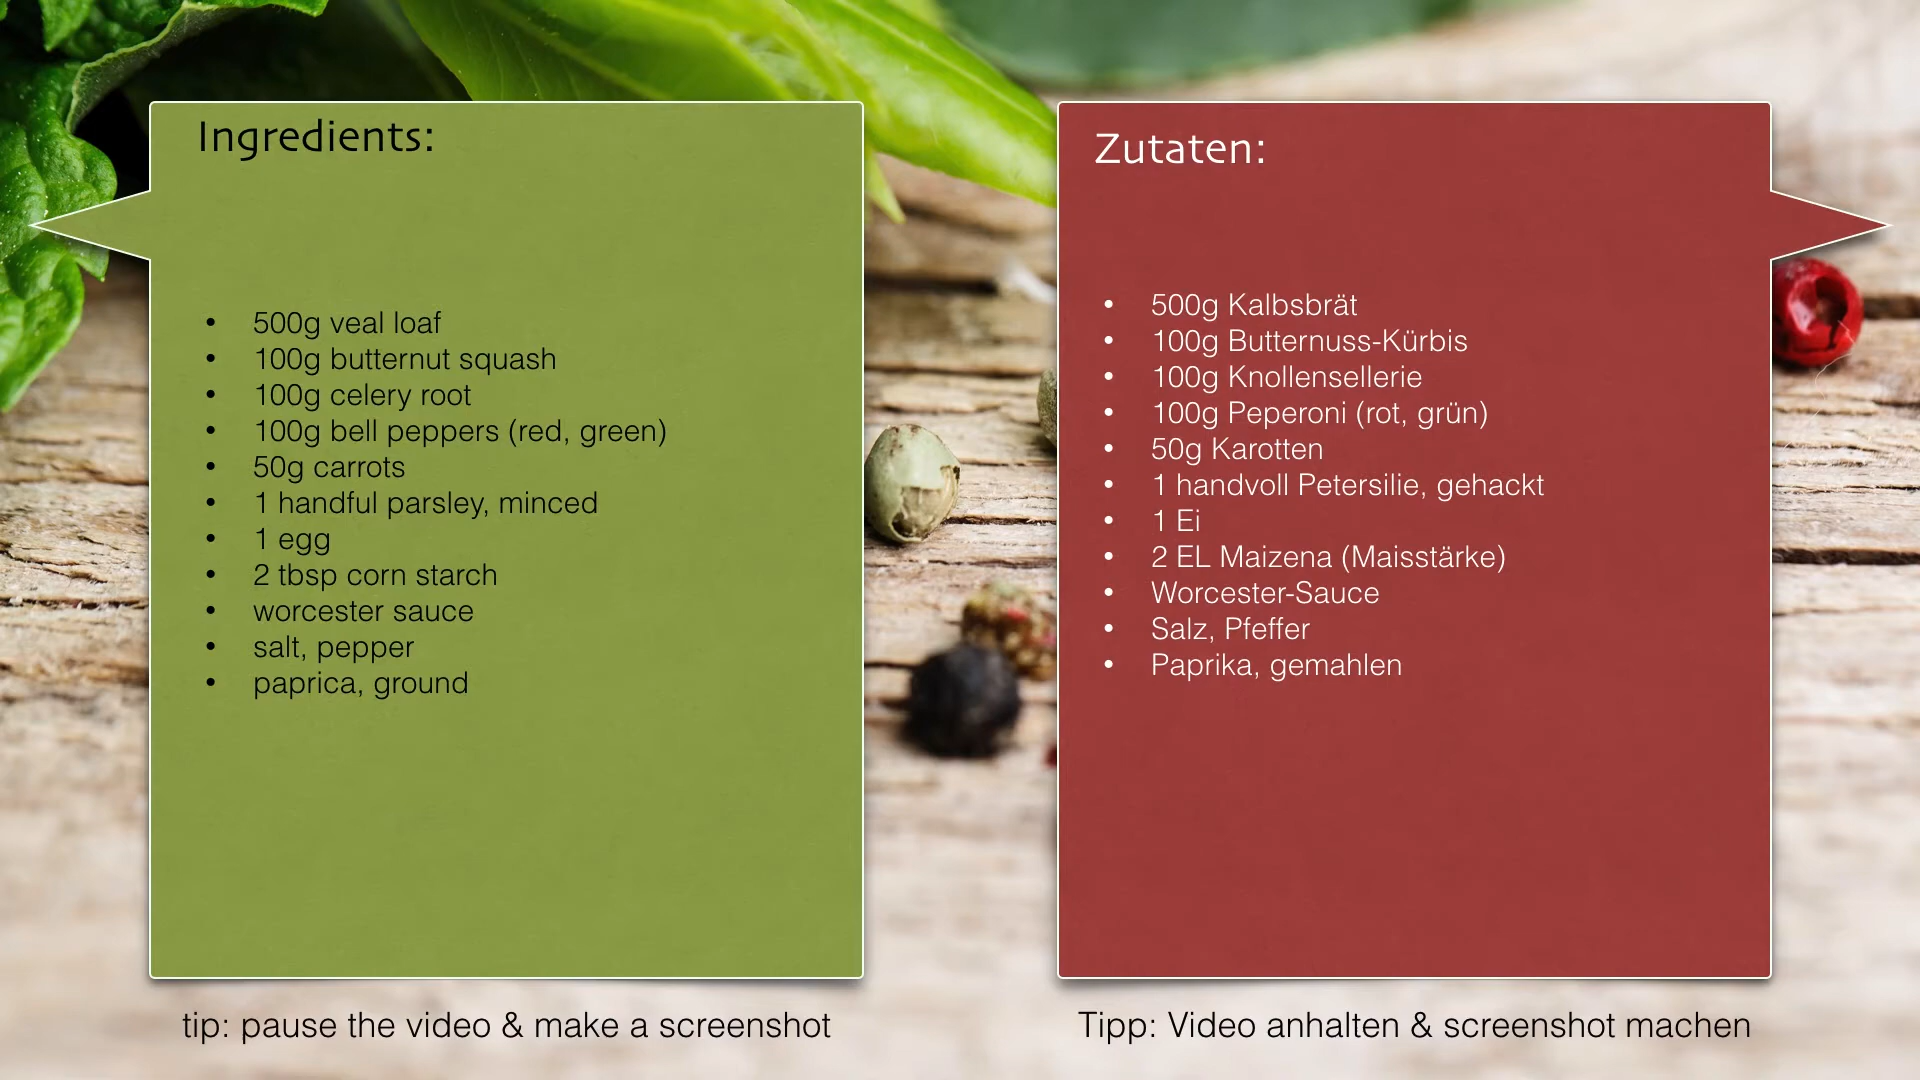 Ingredients:
• 500g veal loaf
• 100g butternut squash
• 100g celery root
• 100g bell peppers (red, green)
• 50g carrots
• 1 handful parsley, minced
• 1 egg
• 2 tbsp corn starch
• worcester sauce
• salt, pepper
• paprica, ground
tip: pause the video & make a screenshot
Zutaten:
• 500g Kalbsbrät
• 100g Butternuss-Kürbis
• 100g Knollensellerie
• 100g Peperoni (rot, grün)
• 50g Karotten
• 1 handvoll Petersilie, gehackt
• 1 Ei
• 2 EL Maizena (Maisstärke)
• Worcester-Sauce
• Salz, Pfeffer
• Paprika, gemahlen
Tipp: Video anhalten & screenshot machen